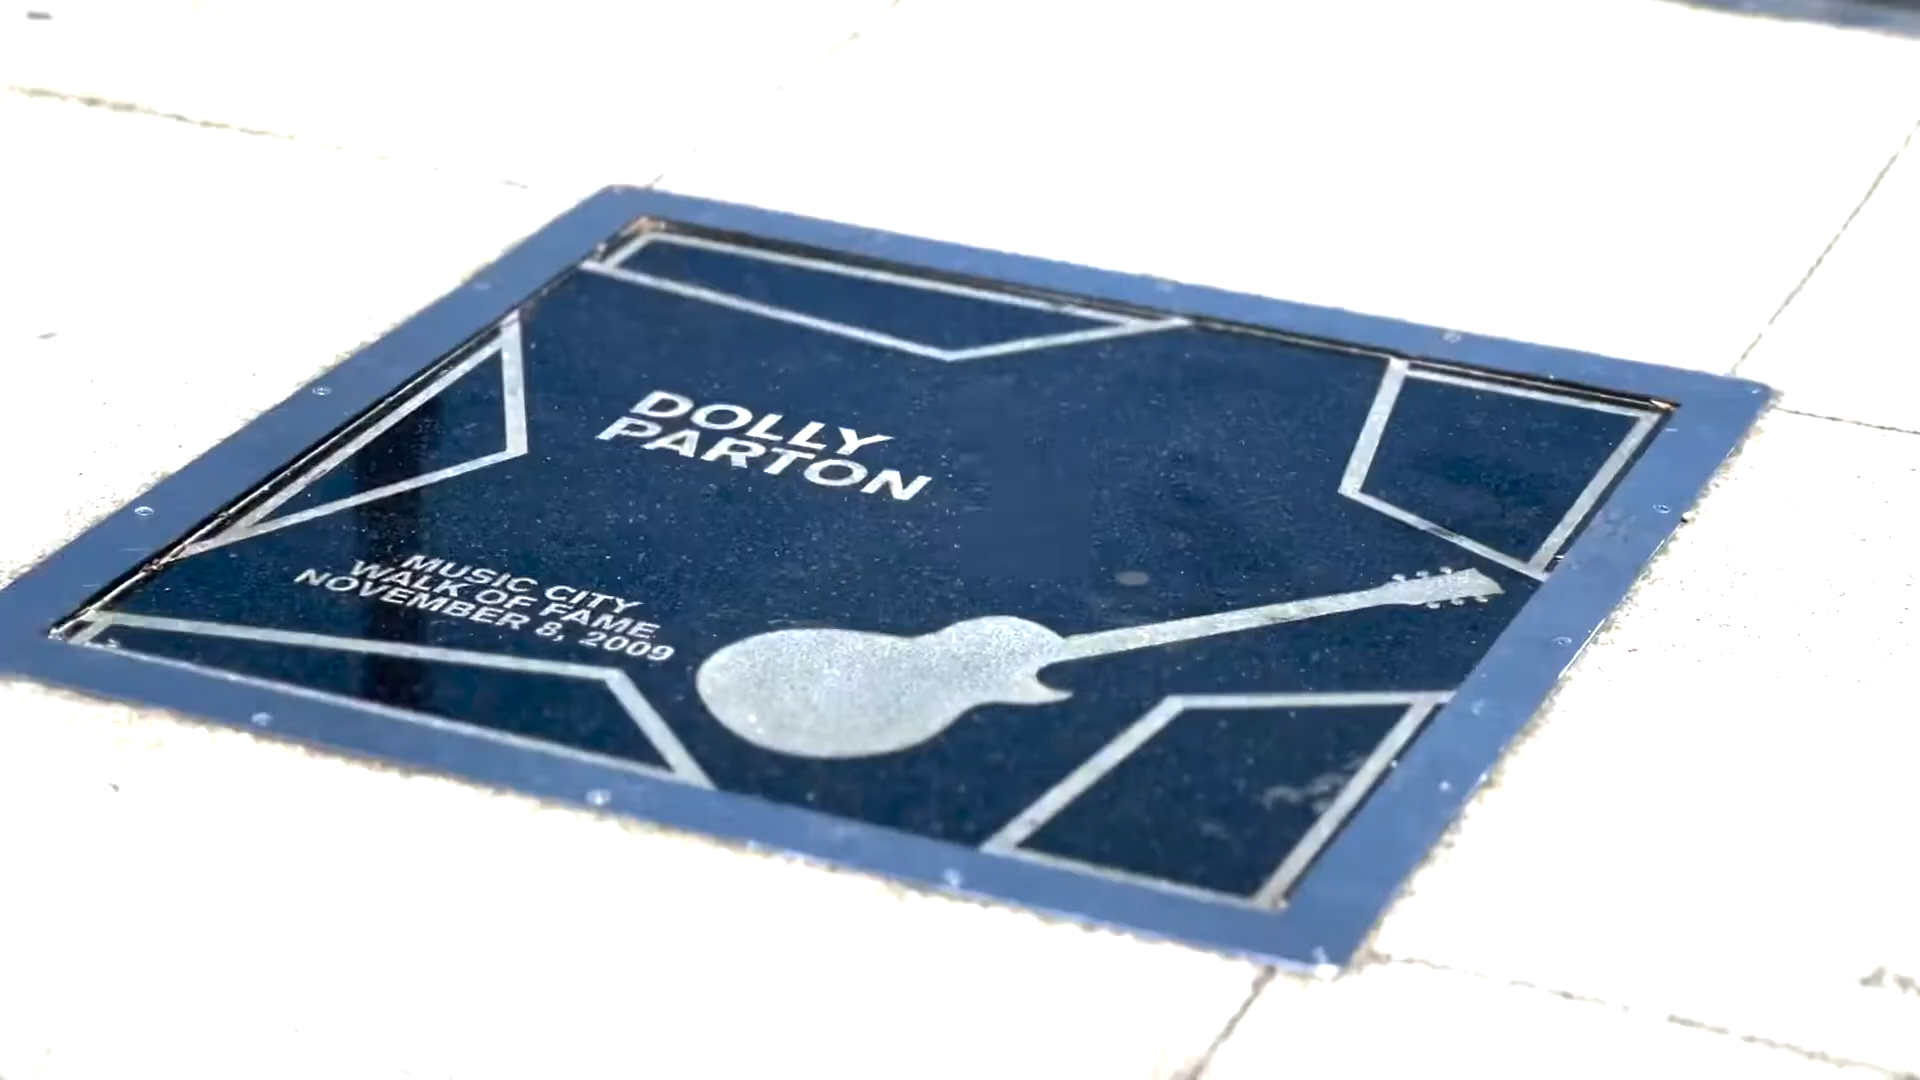 DOLLY
PARTON
MUSIC CITY
WALK OF FAME
NOVEMBER 8, 2009